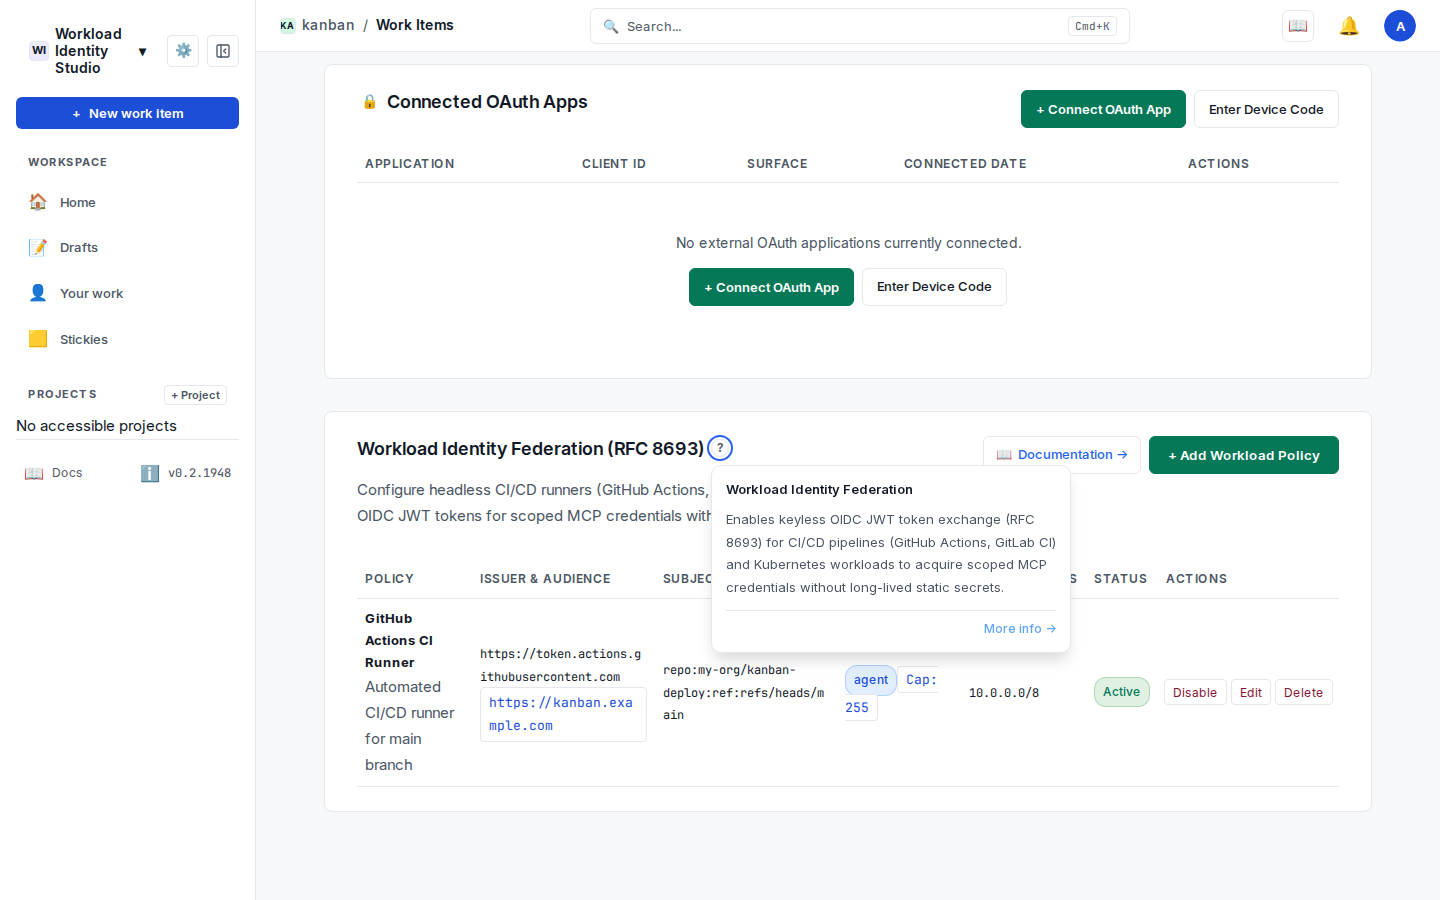 WI
Workload Identity Studio ▾
+ New work item
WORKSPACE
Home
Drafts
Your work
Stickies
PROJECTS
+ Project
No accessible projects
Docs
v0.2.1948
KA kanban / Work Items
Search...
Cmd+K
A
Connected OAuth Apps
+ Connect OAuth App
Enter Device Code
APPLICATION CLIENT ID SURFACE CONNECTED DATE ACTIONS
No external OAuth applications currently connected.
+ Connect OAuth App
Enter Device Code
Workload Identity Federation (RFC 8693)
?
Documentation →
+ Add Workload Policy
Configure headless CI/CD runners (GitHub Actions,
OIDC JWT tokens for scoped MCP credentials with
Workload Identity Federation
Enables keyless OIDC JWT token exchange (RFC
8693) for CI/CD pipelines (GitHub Actions, GitLab CI)
and Kubernetes workloads to acquire scoped MCP
credentials without long-lived static secrets.
More info →
POLICY ISSUER & AUDIENCE STATUS ACTIONS
GitHub
Actions CI
Runner
Automated
CI/CD runner
for main
branch
https://token.actions.g
ithubusercontent.com
https://kanban.exa
mple.com
repo:my-org/kanban-
deploy:ref:refs/heads/m
ain
agent
Cap:
255
10.0.0.0/8
Active
Disable
Edit
Delete